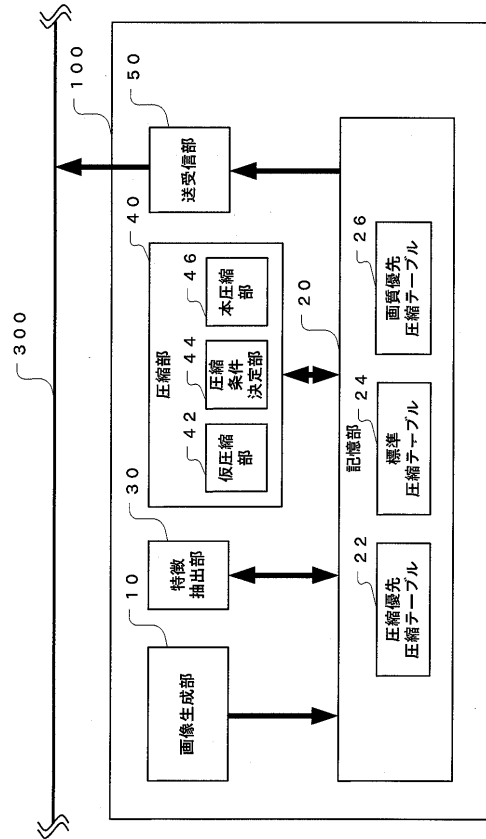 ３００
１００
１０
画像生成部
３０
特徴
抽出部
４０
圧縮部
４２
仮圧縮
部
４４
圧縮
条件
決定部
４６
本圧縮
部
５０
送受信部
２０
記憶部
２２
圧縮優先
圧縮テーブル
２４
標準
圧縮テーブル
２６
画質優先
圧縮テーブル